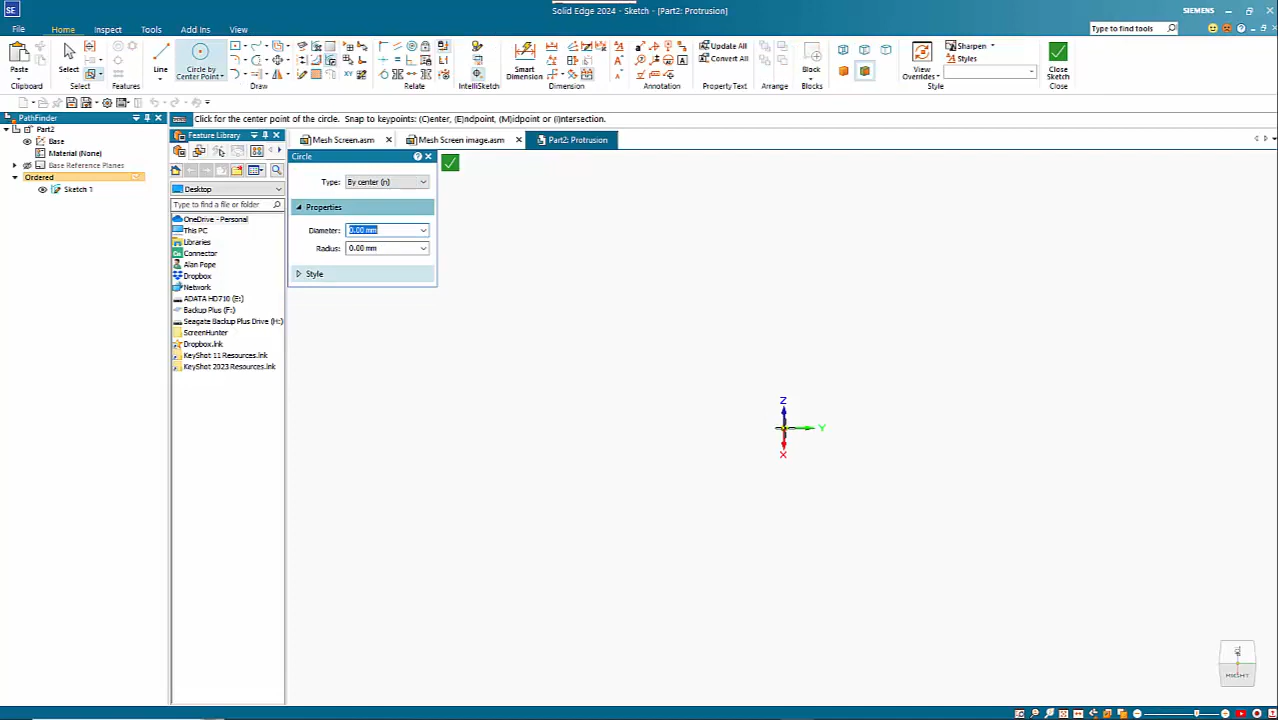 SE
Solid Edge 2024 - Sketch - [Part2: Protrusion]
SIEMENS
File
Home
Inspect
Tools
Add Ins
View
Type to find tools
Paste
Select
Line
Circle by
Center Point
Smart
Dimension
Update All
Convert All
Block
View
Overrides
Sharpen
Styles
Close
Sketch
Clipboard
Select
Features
Draw
Relate
IntelliSketch
Dimension
Annotation
Property Text
Arrange
Blocks
Style
Close
PathFinder
Click for the center point of the circle. Snap to keypoints: (C)enter, (E)ndpoint, (M)idpoint or (I)ntersection.
Part2
Base
Material (None)
Base Reference Planes
Ordered
Sketch 1
Feature Library
Mesh Screen.asm
Mesh Screen image.asm
Part2: Protrusion
Desktop
Type to find a file or folder
OneDrive - Personal
This PC
Libraries
Connector
Alan Pope
Dropbox
Network
ADATA HD710 (E:)
Backup Plus (F:)
Seagate Backup Plus Drive (H:)
ScreenHunter
Dropbox.lnk
KeyShot 11 Resources.lnk
KeyShot 2023 Resources.lnk
Circle
Type:
By center (n)
Properties
Diameter:
0.00 mm
Radius:
0.00 mm
Style
Z
Y
X
RIGHT